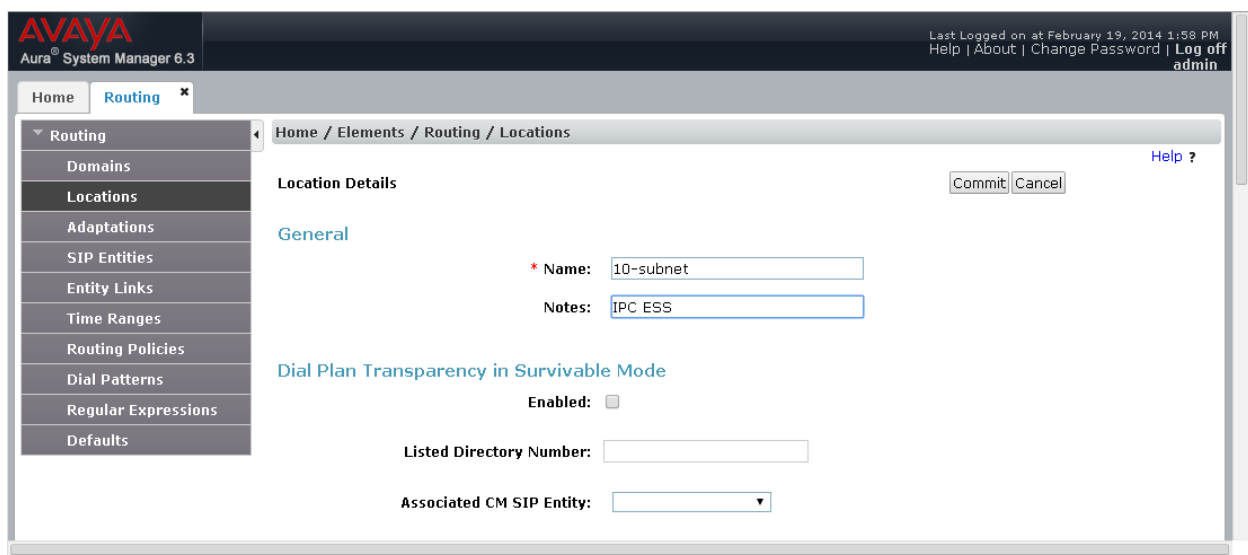 AVAYA
Aura® System Manager 6.3
Last Logged on at February 19, 2014 1:58 PM
Help | About | Change Password | Log off
admin
Home
Routing ×
Routing
Domains
Locations
Adaptations
SIP Entities
Entity Links
Time Ranges
Routing Policies
Dial Patterns
Regular Expressions
Defaults
Home / Elements / Routing / Locations
Help ?
Location Details
Commit Cancel
General
* Name: 10-subnet
Notes: IPC ESS
Dial Plan Transparency in Survivable Mode
Enabled:
Listed Directory Number:
Associated CM SIP Entity: